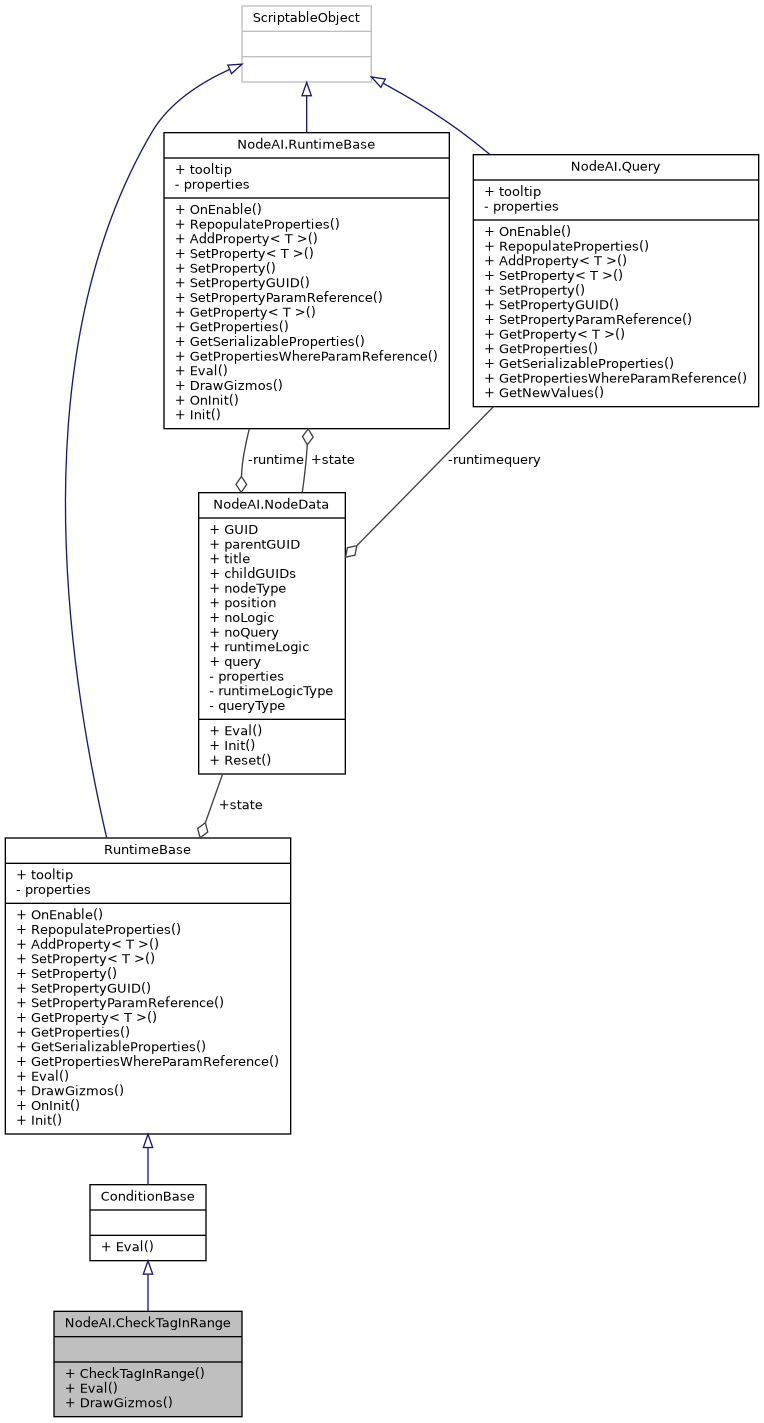 ScriptableObject
NodeAI.RuntimeBase
+ tooltip
- properties
+ OnEnable()
+ RepopulateProperties()
+ AddProperty< T >()
+ SetProperty< T >()
+ SetProperty()
+ SetPropertyGUID()
+ SetPropertyParamReference()
+ GetProperty< T >()
+ GetProperties()
+ GetSerializableProperties()
+ GetPropertiesWhereParamReference()
+ Eval()
+ DrawGizmos()
+ OnInit()
+ Init()
NodeAI.Query
+ tooltip
- properties
+ OnEnable()
+ RepopulateProperties()
+ AddProperty< T >()
+ SetProperty< T >()
+ SetProperty()
+ SetPropertyGUID()
+ SetPropertyParamReference()
+ GetProperty< T >()
+ GetProperties()
+ GetSerializableProperties()
+ GetPropertiesWhereParamReference()
+ GetNewValues()
-runtime
+state
-runtimequery
NodeAI.NodeData
+ GUID
+ parentGUID
+ title
+ childGUIDs
+ nodeType
+ position
+ noLogic
+ noQuery
+ runtimeLogic
+ query
- properties
- runtimeLogicType
- queryType
+ Eval()
+ Init()
+ Reset()
+state
RuntimeBase
+ tooltip
- properties
+ OnEnable()
+ RepopulateProperties()
+ AddProperty< T >()
+ SetProperty< T >()
+ SetProperty()
+ SetPropertyGUID()
+ SetPropertyParamReference()
+ GetProperty< T >()
+ GetProperties()
+ GetSerializableProperties()
+ GetPropertiesWhereParamReference()
+ Eval()
+ DrawGizmos()
+ OnInit()
+ Init()
ConditionBase
+ Eval()
NodeAI.CheckTagInRange
+ CheckTagInRange()
+ Eval()
+ DrawGizmos()